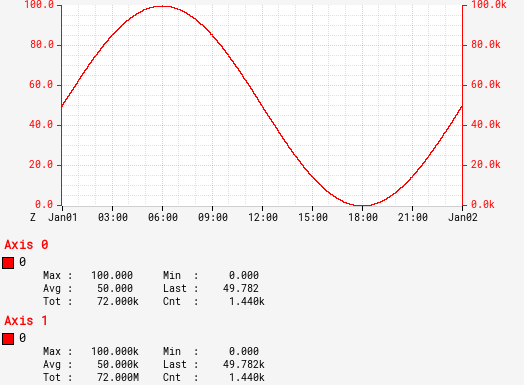 100.0 100.0k
80.0 80.0k
60.0 60.0k
40.0 40.0k
20.0 20.0k
0.0 0.0k
Z Jan01 03:00 06:00 09:00 12:00 15:00 18:00 21:00 Jan02
Axis 0
0
Max : 100.000 Min : 0.000
Avg : 50.000 Last : 49.782
Tot : 72.000k Cnt : 1.440k
Axis 1
0
Max : 100.000k Min : 0.000
Avg : 50.000k Last : 49.782k
Tot : 72.000M Cnt : 1.440k